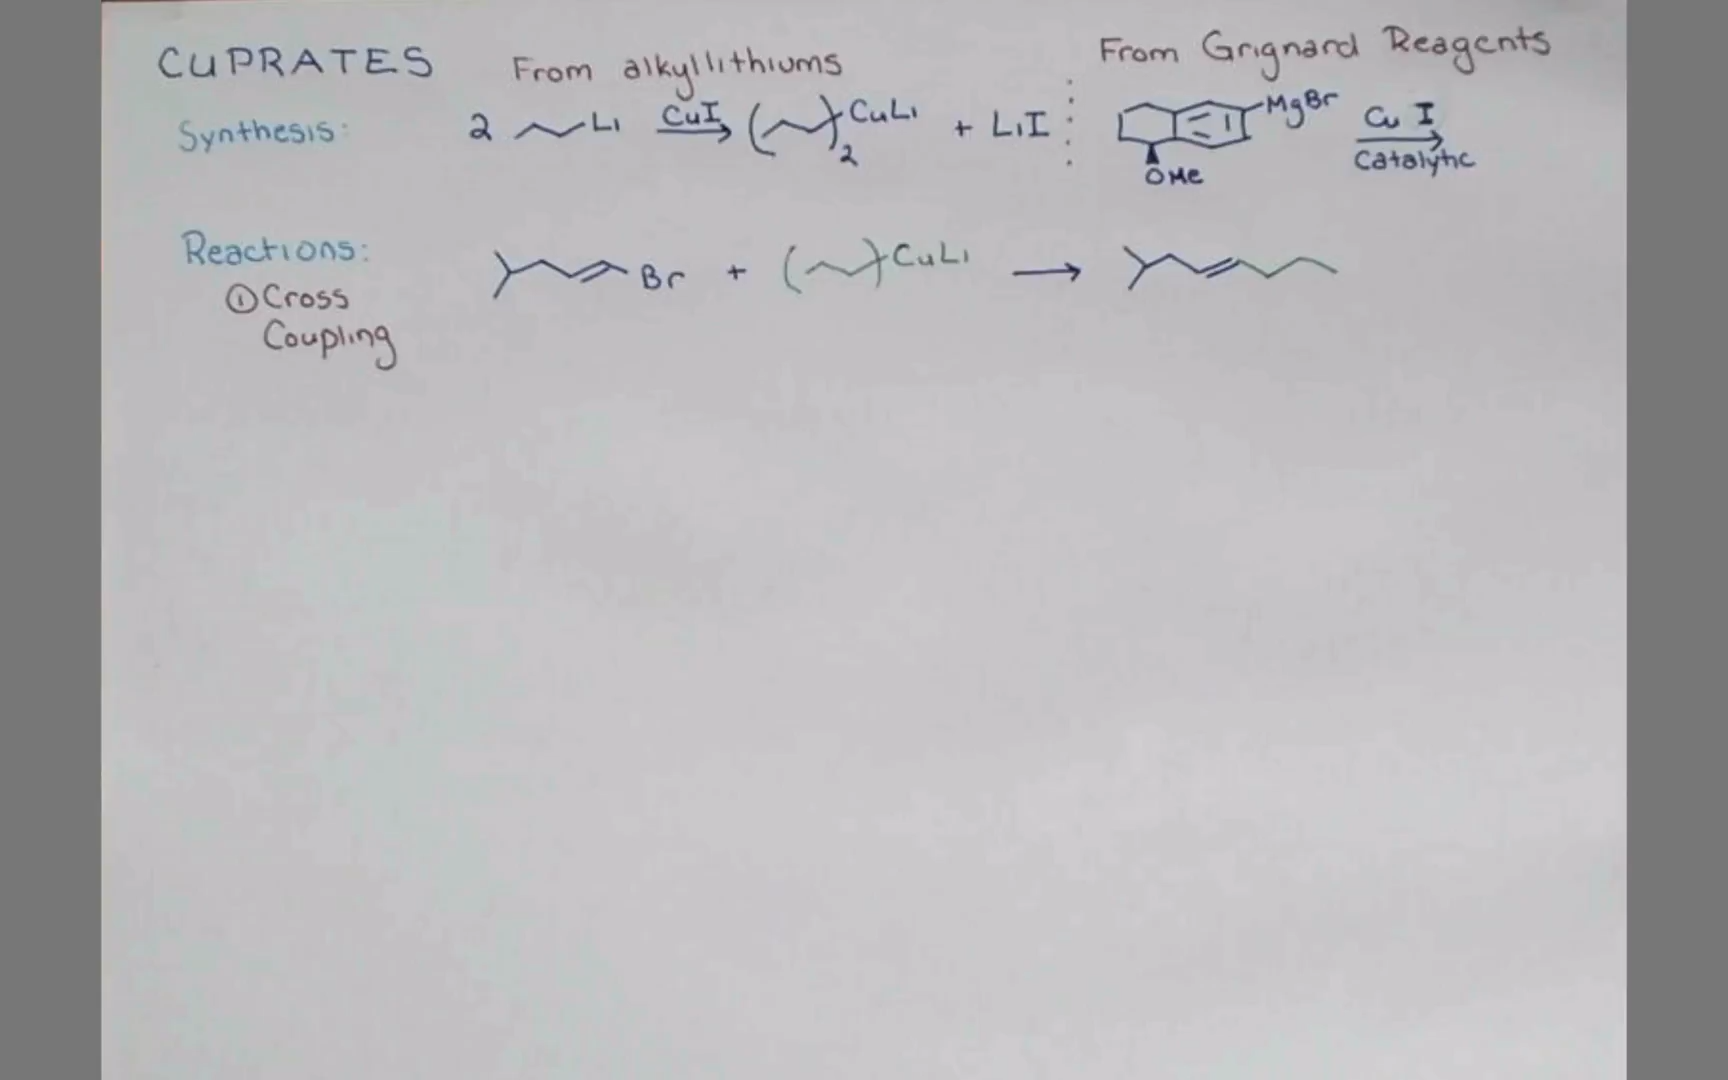 CUPRATES From alkyllithiums From Grignard Reagents
Synthesis: 2 Li CuI ( )2 CuLi + LiI MgBr OMe Cu I Catalytic
Reactions: Br + ( ) CuLi
① Cross
Coupling